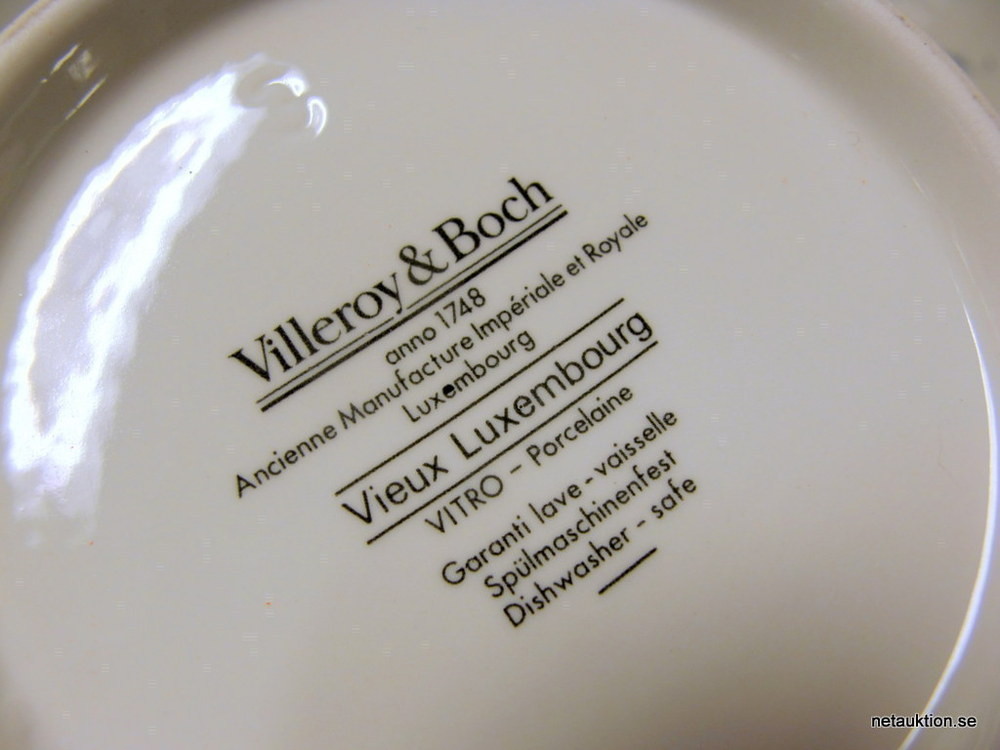 Villeroy & Boch
anno 1748
Ancienne Manufacture Impériale et Royale
Luxembourg
Vieux Luxembourg
VITRO - Porcelaine
Garanti lave - vaisselle
Spülmaschinenfest
Dishwasher - safe
netauktion.se